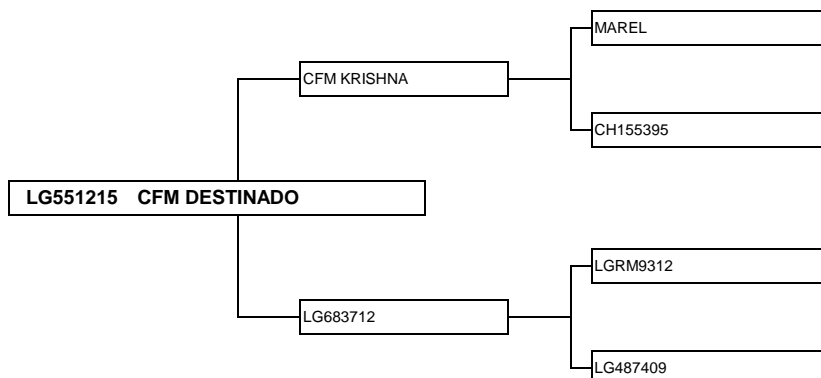 MAREL
CFM KRISHNA
CH155395
LG551215 CFM DESTINADO
LGRM9312
LG683712
LG487409